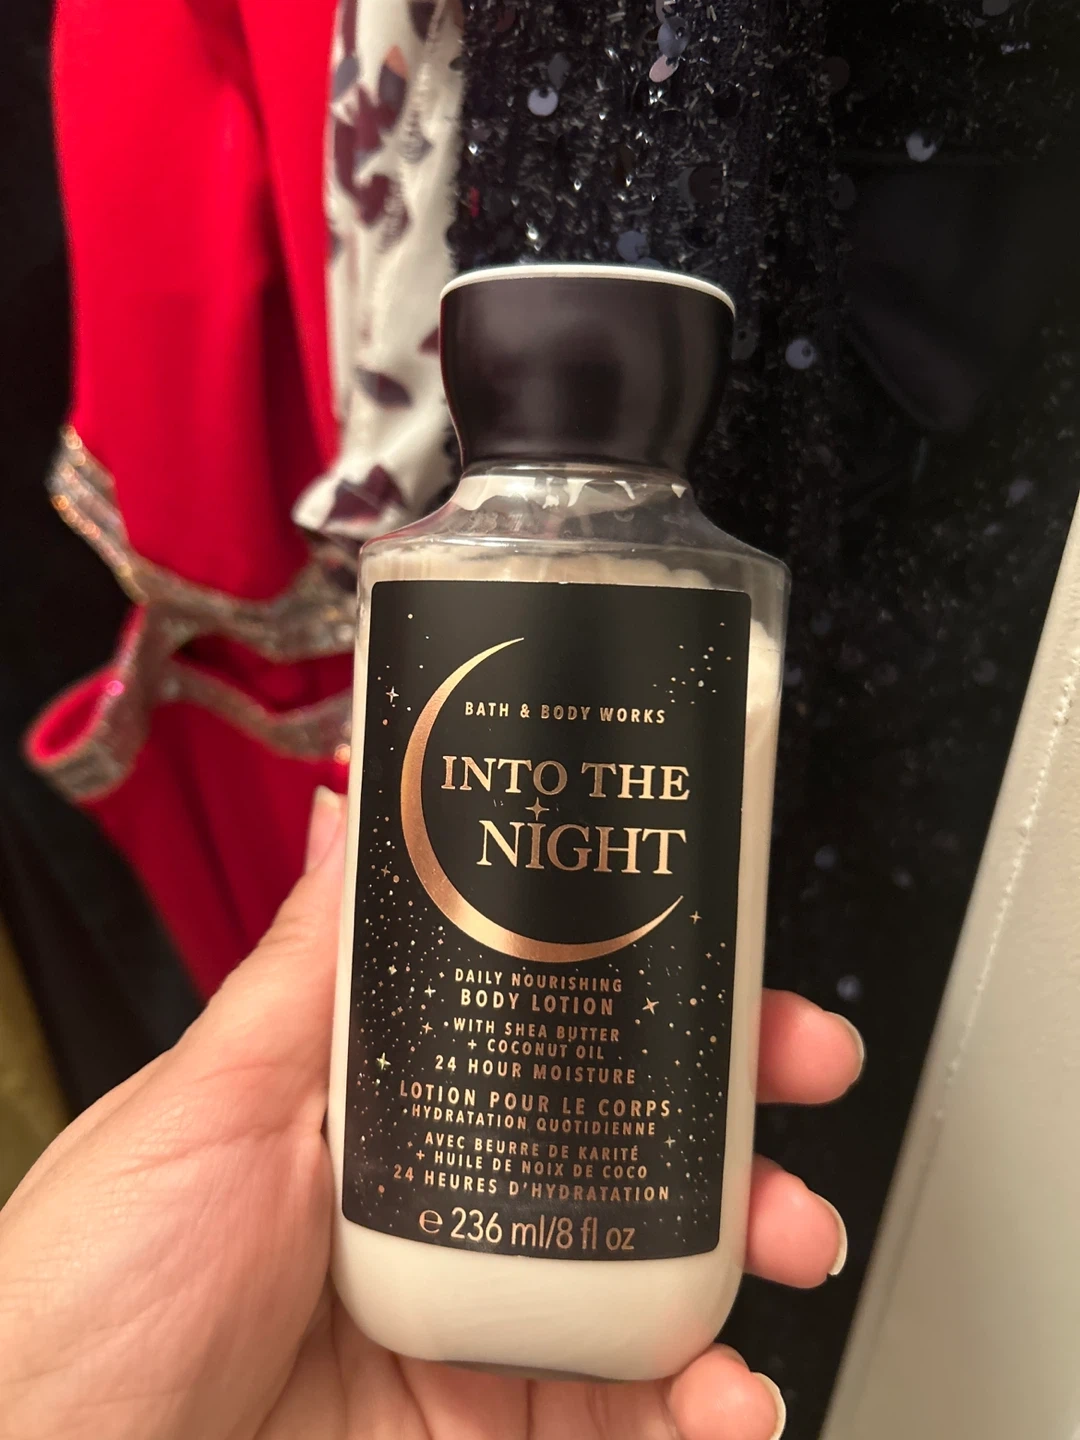 BATH & BODY WORKS
INTO THE
NIGHT
DAILY NOURISHING
BODY LOTION
WITH SHEA BUTTER
+ COCONUT OIL
24 HOUR MOISTURE
LOTION POUR LE CORPS
HYDRATATION QUOTIDIENNE
AVEC BEURRE DE KARITÉ
+ HUILE DE NOIX DE COCO
24 HEURES D'HYDRATATION
℮ 236 ml/8 fl oz